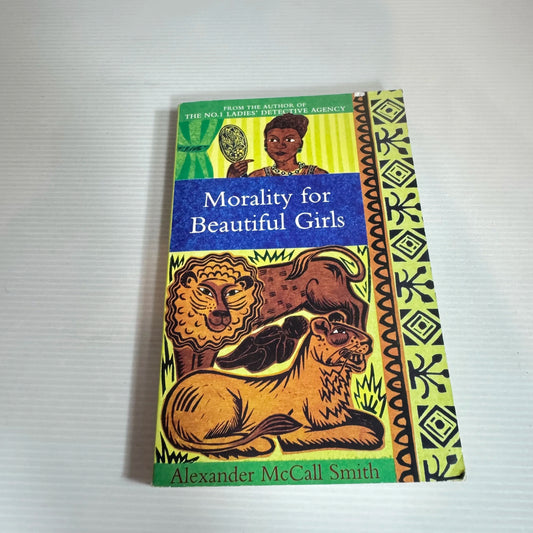 FROM THE AUTHOR OF
THE NO.1 LADIES' DETECTIVE AGENCY
Morality for
Beautiful Girls
Alexander McCall Smith